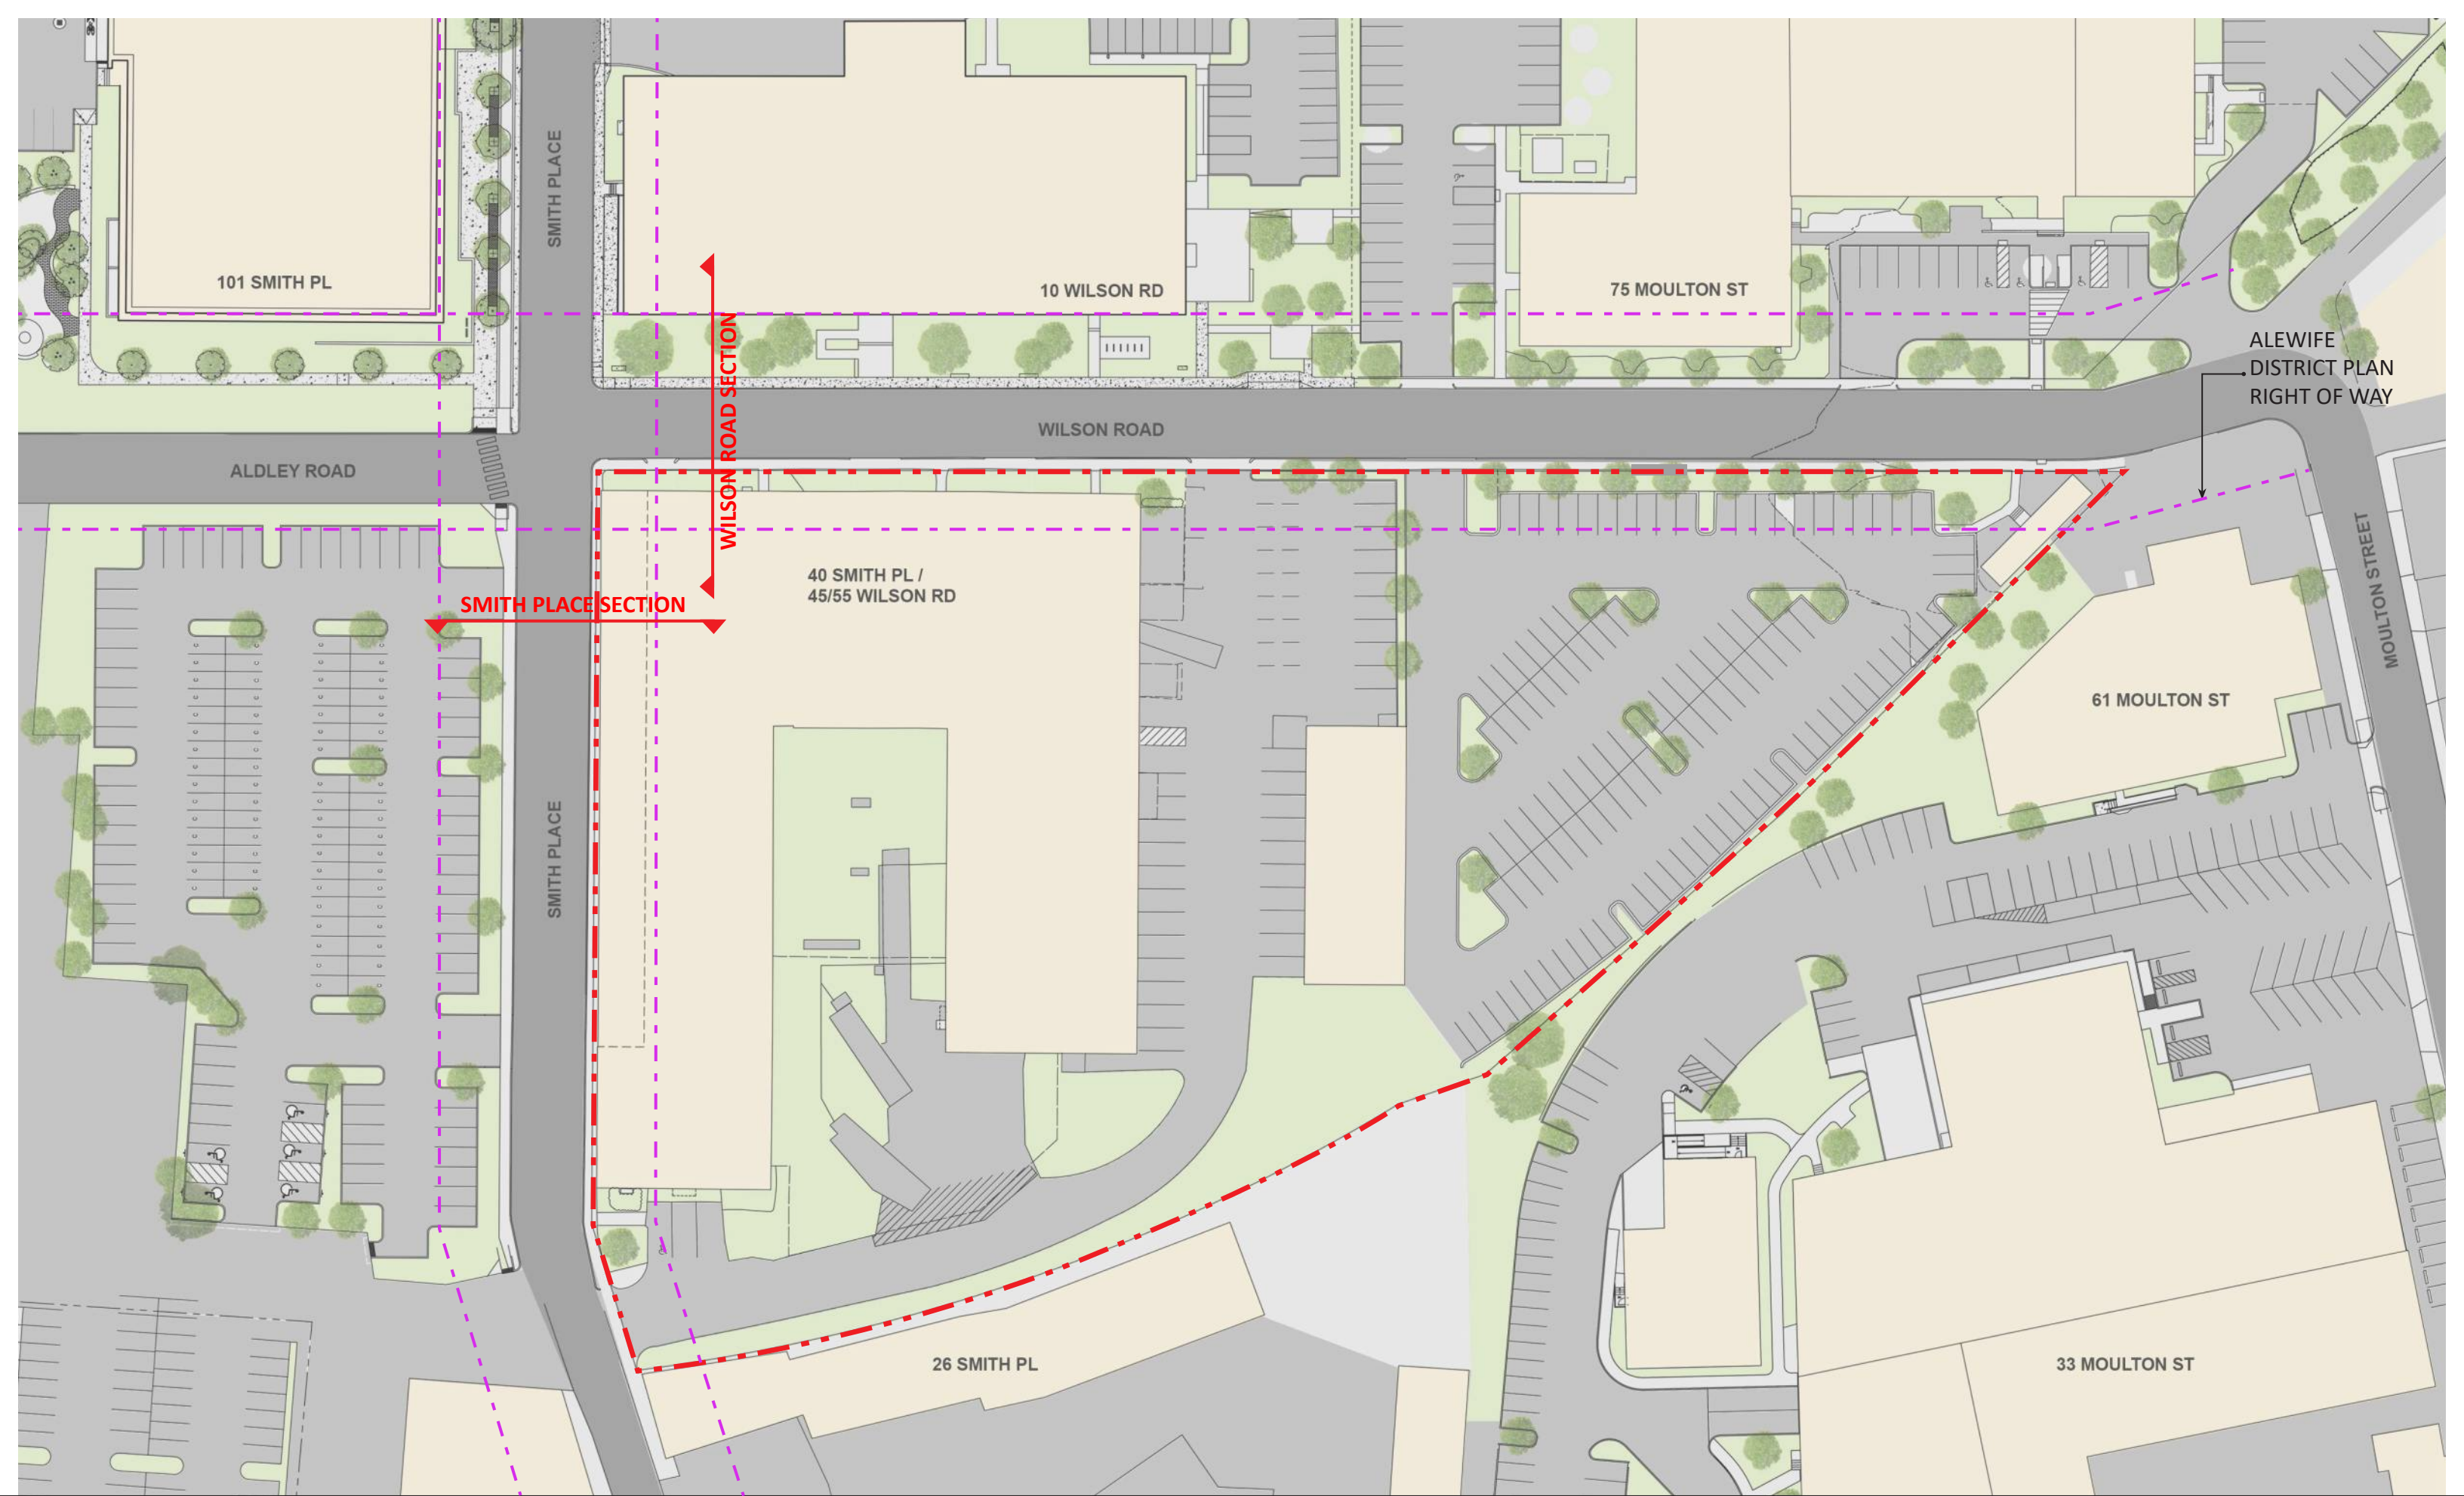 SMITH PLACE
101 SMITH PL
10 WILSON RD
75 MOULTON ST
ALEWIFE
DISTRICT PLAN
RIGHT OF WAY
WILSON ROAD SECTION
WILSON ROAD
ALDLEY ROAD
MOULTON STREET
40 SMITH PL /
45/55 WILSON RD
SMITH PLACE SECTION
61 MOULTON ST
SMITH PLACE
26 SMITH PL
33 MOULTON ST